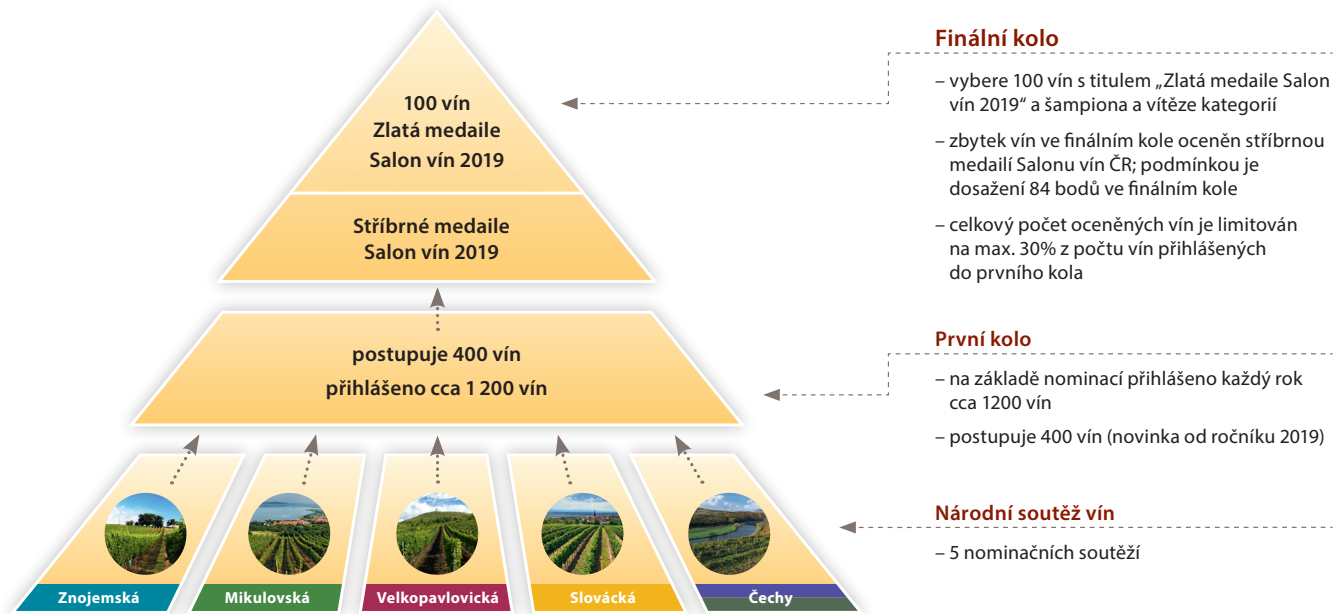 100 vín
Zlatá medaile
Salon vín 2019
Stříbrné medaile
Salon vín 2019
postupuje 400 vín
přihlášeno cca 1 200 vín
Znojemská
Mikulovská
Velkopavlovická
Slovácká
Čechy
Finální kolo
– vybere 100 vín s titulem „Zlatá medaile Salon
vín 2019“ a šampiona a vítěze kategorií
– zbytek vín ve finálním kole oceněn stříbrnou
medailí Salonu vín ČR; podmínkou je
dosažení 84 bodů ve finálním kole
– celkový počet oceněných vín je limitován
na max. 30% z počtu vín přihlášených
do prvního kola
První kolo
– na základě nominací přihlášeno každý rok
cca 1200 vín
– postupuje 400 vín (novinka od ročníku 2019)
Národní soutěž vín
– 5 nominačních soutěží